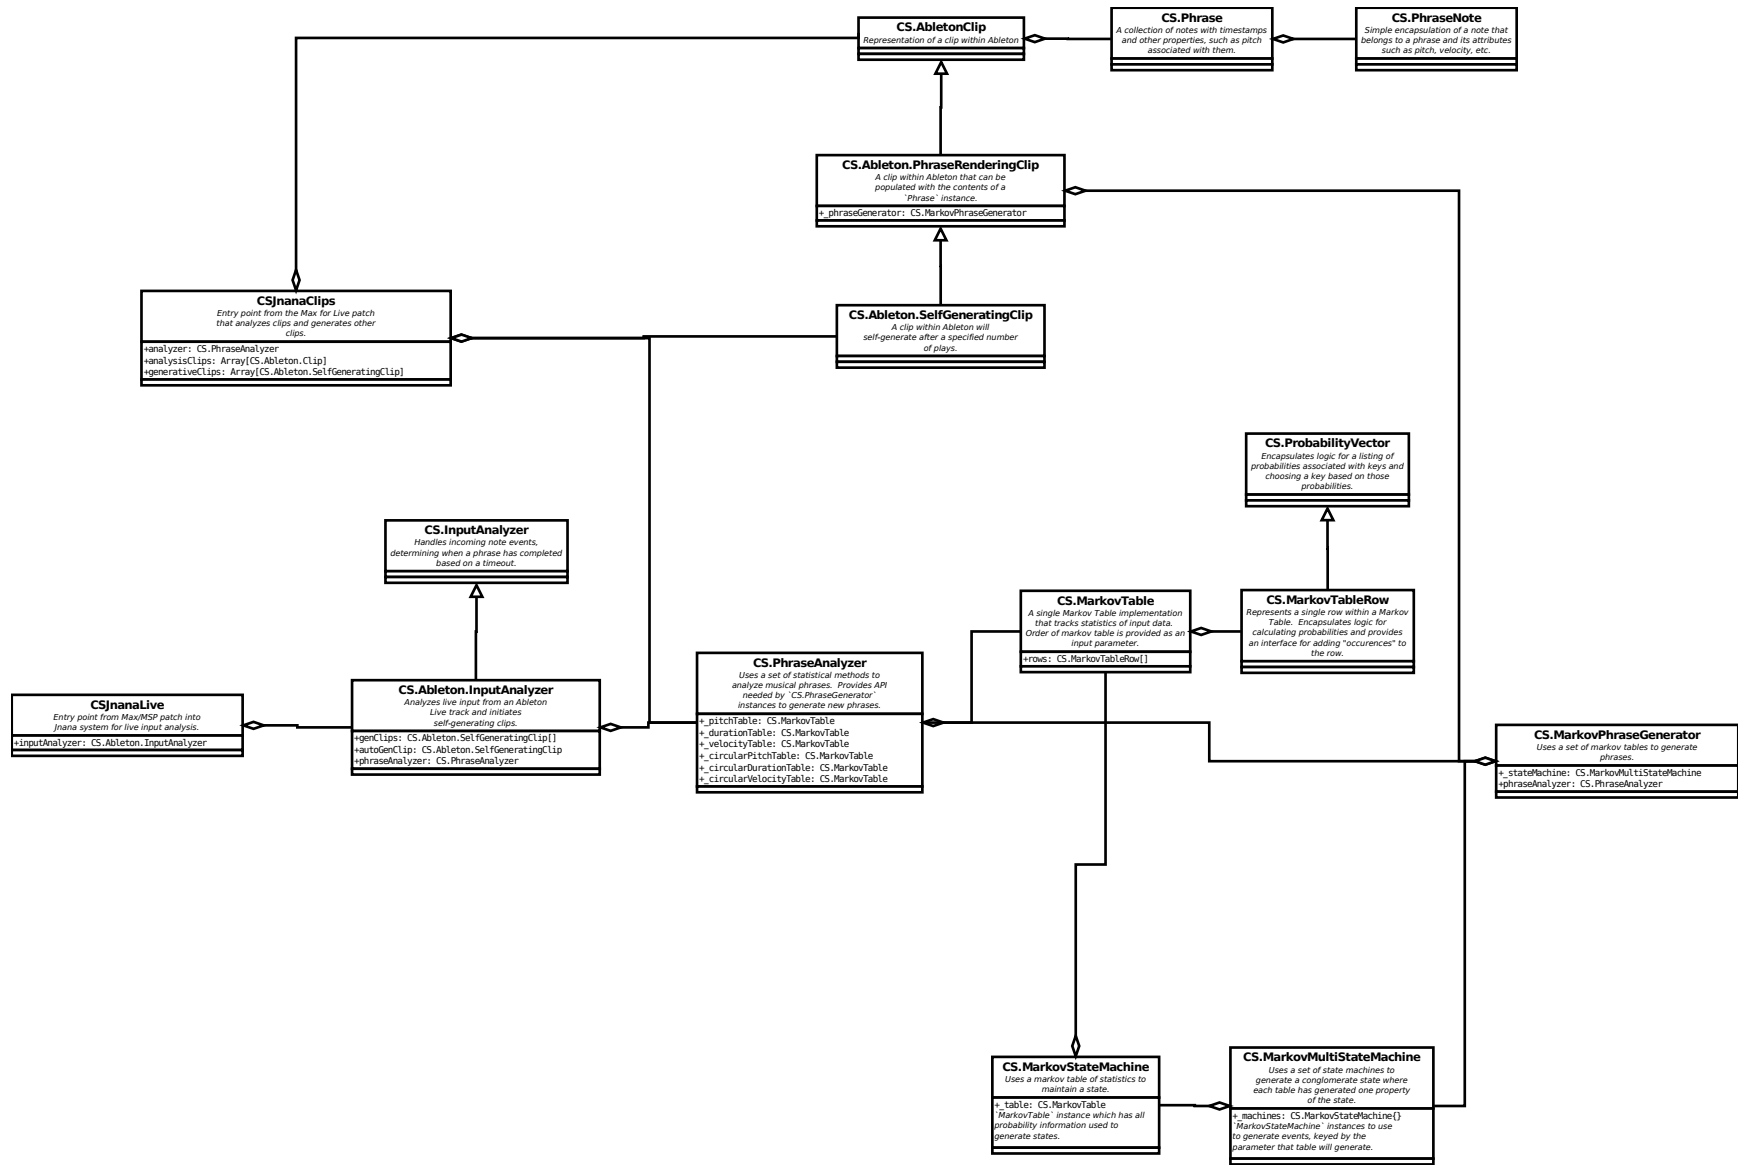 CS.AbletonClip
Representation of a clip within Ableton
CS.Phrase
A collection of notes with timestamps
and other properties, such as pitch
associated with them.
CS.PhraseNote
Simple encapsulation of a note that
belongs to a phrase and its attributes
such as pitch, velocity, etc.
CS.Ableton.PhraseRenderingClip
A clip within Ableton that can be
populated with the contents of a
`Phrase` instance.
+_phraseGenerator: CS.MarkovPhraseGenerator
CSJnanaClips
Entry point from the Max for Live patch
that analyzes clips and generates other
clips.
+analyzer: CS.PhraseAnalyzer
+analysisClips: Array[CS.Ableton.Clip]
+generativeClips: Array[CS.Ableton.SelfGeneratingClip]
CS.Ableton.SelfGeneratingClip
A clip within Ableton will
self-generate after a specified number
of plays.
CS.ProbabilityVector
Encapsulates logic for a listing of
probabilities associated with keys and
choosing a key based on those
probabilities.
CS.InputAnalyzer
Handles incoming note events,
determining when a phrase has completed
based on a timeout.
CS.MarkovTable
A single Markov Table implementation
that tracks statistics of input data.
Order of markov table is provided as an
input parameter.
+rows: CS.MarkovTableRow[]
CS.MarkovTableRow
Represents a single row within a Markov
Table.  Encapsulates logic for
calculating probabilities and provides
an interface for adding "occurences" to
the row.
CS.PhraseAnalyzer
Uses a set of statistical methods to
analyze musical phrases.  Provides API
needed by `CS.PhraseGenerator`
instances to generate new phrases.
+_pitchTable: CS.MarkovTable
+_durationTable: CS.MarkovTable
+_velocityTable: CS.MarkovTable
+_circularPitchTable: CS.MarkovTable
+_circularDurationTable: CS.MarkovTable
+_circularVelocityTable: CS.MarkovTable
CSJnanaLive
Entry point from Max/MSP patch into
Jnana system for live input analysis.
+inputAnalyzer: CS.Ableton.InputAnalyzer
CS.Ableton.InputAnalyzer
Analyzes live input from an Ableton
Live track and initiates
self-generating clips.
+genClips: CS.Ableton.SelfGeneratingClip[]
+autoGenClip: CS.Ableton.SelfGeneratingClip
+phraseAnalyzer: CS.PhraseAnalyzer
CS.MarkovPhraseGenerator
Uses a set of markov tables to generate
phrases.
+_stateMachine: CS.MarkovMultiStateMachine
+phraseAnalyzer: CS.PhraseAnalyzer
CS.MarkovStateMachine
Uses a markov table of statistics to
maintain a state.
+_table: CS.MarkovTable
`MarkovTable` instance which has all
probability information used to
generate states.
CS.MarkovMultiStateMachine
Uses a set of state machines to
generate a conglomerate state where
each table has generated one property
of the state.
+_machines: CS.MarkovStateMachine{}
`MarkovStateMachine` instances to use
to generate events, keyed by the
parameter that table will generate.